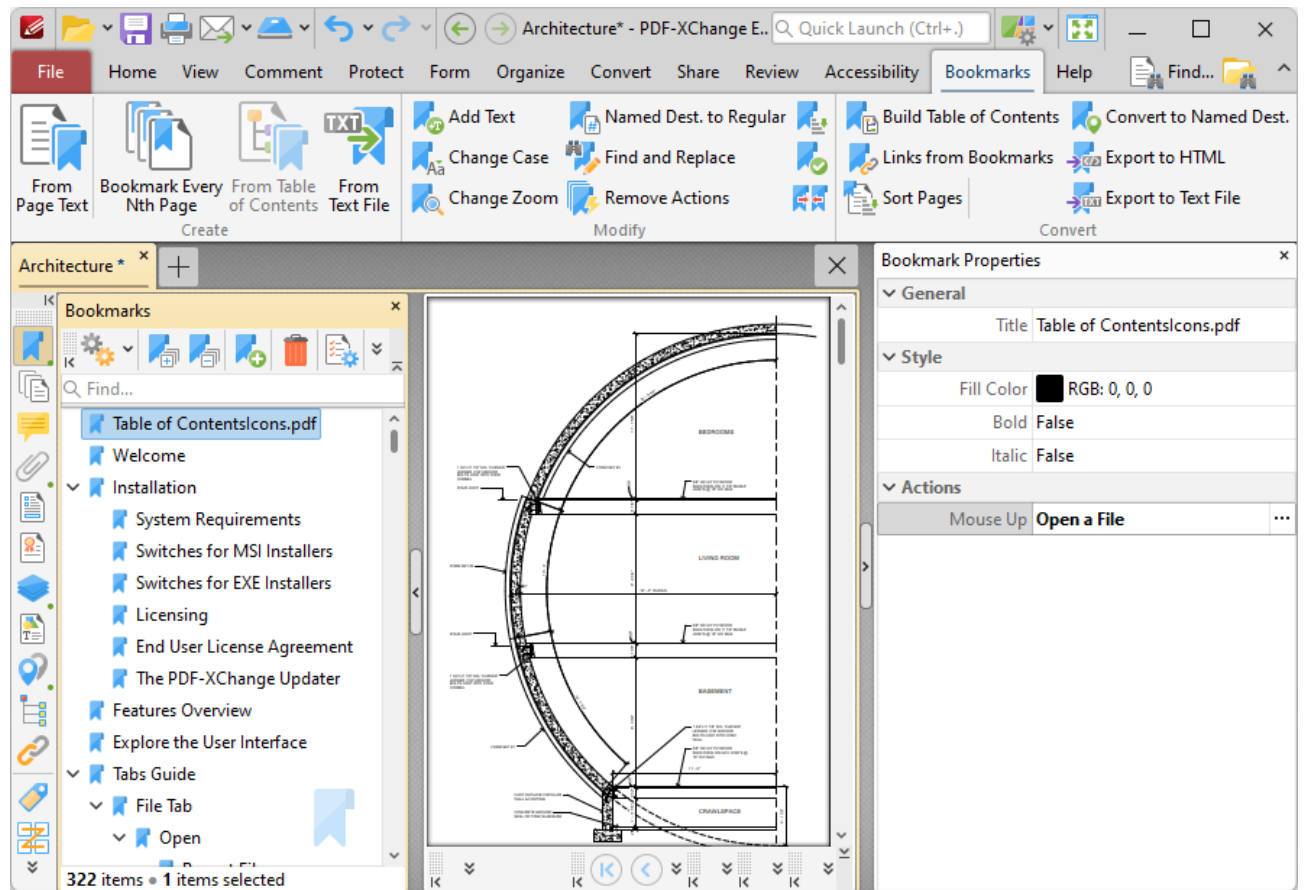 Architecture* - PDF-XChange E.. Quick Launch (Ctrl+.)
File Home View Comment Protect Form Organize Convert Share Review Accessibility Bookmarks Help Find...
From Page Text
Bookmark Every Nth Page
From Table of Contents
TXT
From Text File
Create
Add Text
Change Case
Change Zoom
Named Dest. to Regular
Find and Replace
Remove Actions
Modify
Build Table of Contents
Links from Bookmarks
Sort Pages
Convert to Named Dest.
Export to HTML
Export to Text File
Convert
Architecture *
Bookmarks
Find...
Table of ContentsIcons.pdf
Welcome
Installation
System Requirements
Switches for MSI Installers
Switches for EXE Installers
Licensing
End User License Agreement
The PDF-XChange Updater
Features Overview
Explore the User Interface
Tabs Guide
File Tab
Open
322 items • 1 items selected
BEDROOMS
LIVING ROOM
BASEMENT
CRAWLSPACE
Bookmark Properties
General
Title Table of ContentsIcons.pdf
Style
Fill Color RGB: 0, 0, 0
Bold False
Italic False
Actions
Mouse Up Open a File ...